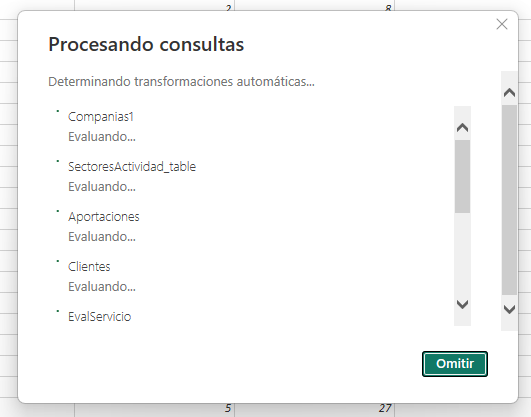 2 8
Procesando consultas
Determinando transformaciones automáticas...
Companias1
Evaluando...
SectoresActividad_table
Evaluando...
Aportaciones
Evaluando...
Clientes
Evaluando...
EvalServicio
Omitir
5 27